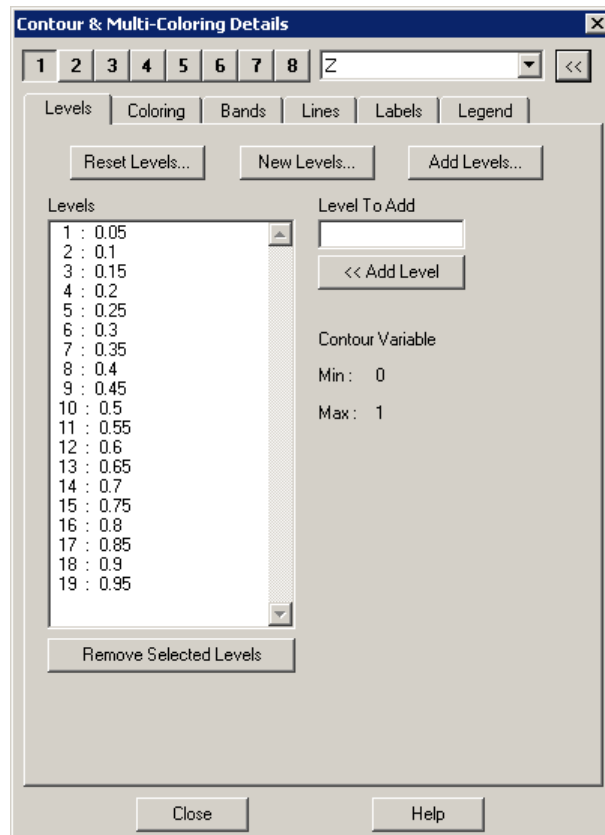 Contour & Multi-Coloring Details
1 2 3 4 5 6 7 8 Z <<
Levels Coloring Bands Lines Labels Legend
Reset Levels... New Levels... Add Levels...
Levels
1 : 0.05
2 : 0.1
3 : 0.15
4 : 0.2
5 : 0.25
6 : 0.3
7 : 0.35
8 : 0.4
9 : 0.45
10 : 0.5
11 : 0.55
12 : 0.6
13 : 0.65
14 : 0.7
15 : 0.75
16 : 0.8
17 : 0.85
18 : 0.9
19 : 0.95
Remove Selected Levels
Level To Add
<< Add Level
Contour Variable
Min : 0
Max : 1
Close Help